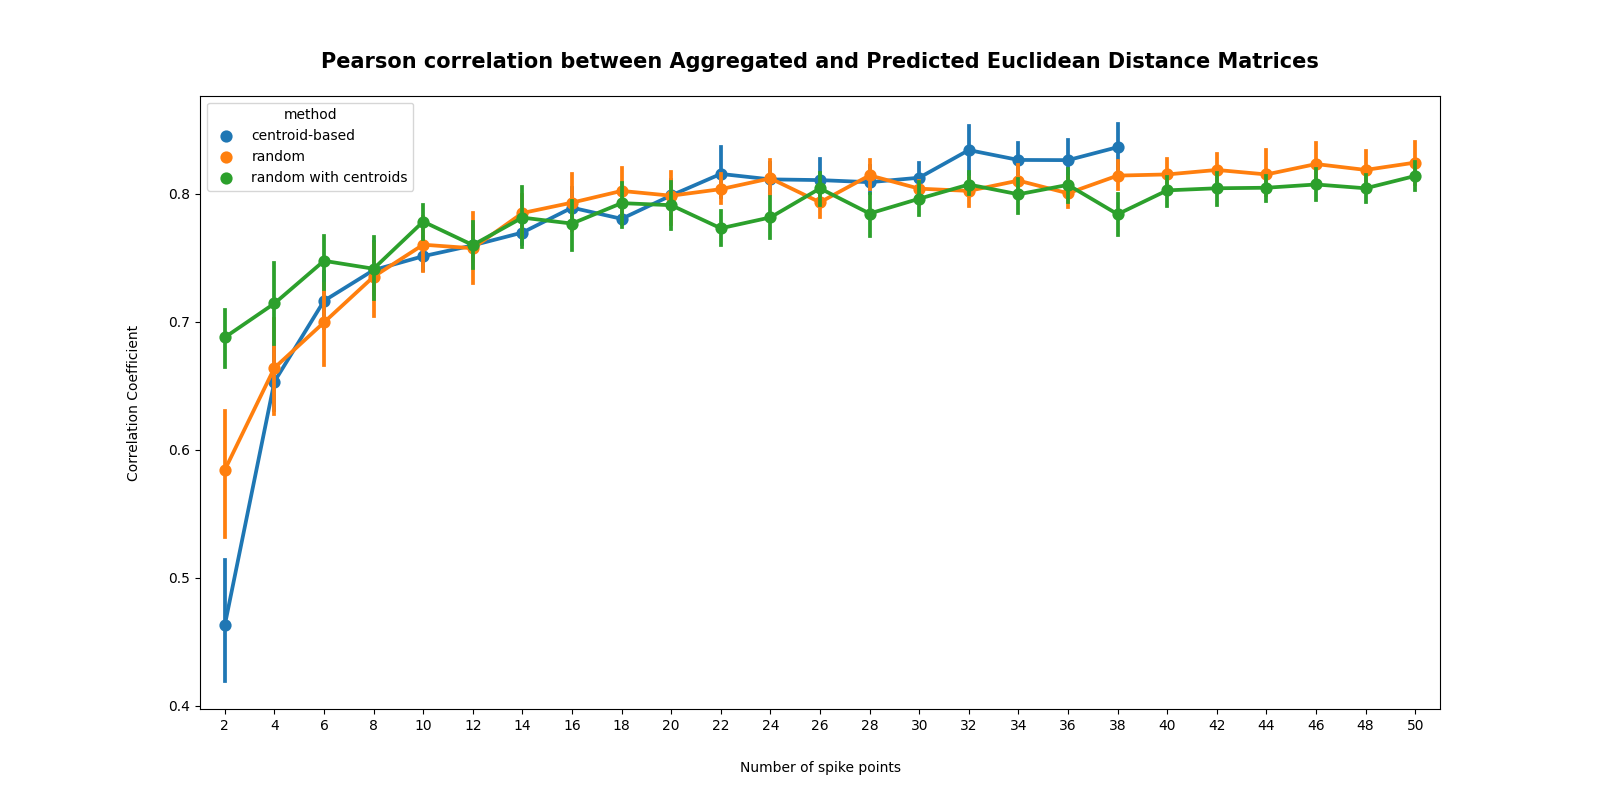 Pearson correlation between Aggregated and Predicted Euclidean Distance Matrices
method
centroid-based
random
random with centroids
Correlation Coefficient
0.8
0.7
0.6
0.5
0.4
2 4 6 8 10 12 14 16 18 20 22 24 26 28 30 32 34 36 38 40 42 44 46 48 50
Number of spike points